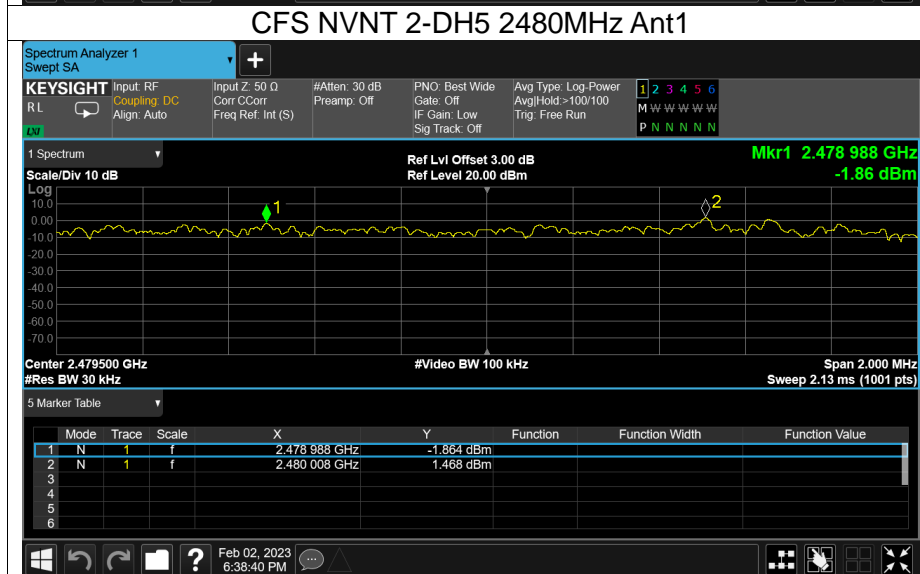 CFS NVNT 2-DH5 2480MHz Ant1
Spectrum Analyzer 1
Swept SA
+
KEYSIGHT
RL
LXI
Input: RF
Coupling: DC
Align: Auto
Input Z: 50 Ω
Corr CCorr
Freq Ref: Int (S)
#Atten: 30 dB
Preamp: Off
PNO: Best Wide
Gate: Off
IF Gain: Low
Sig Track: Off
Avg Type: Log-Power
Avg|Hold:>100/100
Trig: Free Run
1 2 3 4 5 6
M W W W W W
P N N N N N
1 Spectrum
Scale/Div 10 dB
Ref Lvl Offset 3.00 dB
Ref Level 20.00 dBm
Mkr1 2.478 988 GHz
-1.86 dBm
Log
10.0
0.00
-10.0
-20.0
-30.0
-40.0
-50.0
-60.0
-70.0
1
2
Center 2.479500 GHz
#Res BW 30 kHz
#Video BW 100 kHz
Span 2.000 MHz
Sweep 2.13 ms (1001 pts)
5 Marker Table
Mode Trace Scale X Y Function Function Width Function Value
1 N 1 f 2.478 988 GHz -1.864 dBm
2 N 1 f 2.480 008 GHz 1.468 dBm
3
4
5
6
?
Feb 02, 2023
6:38:40 PM